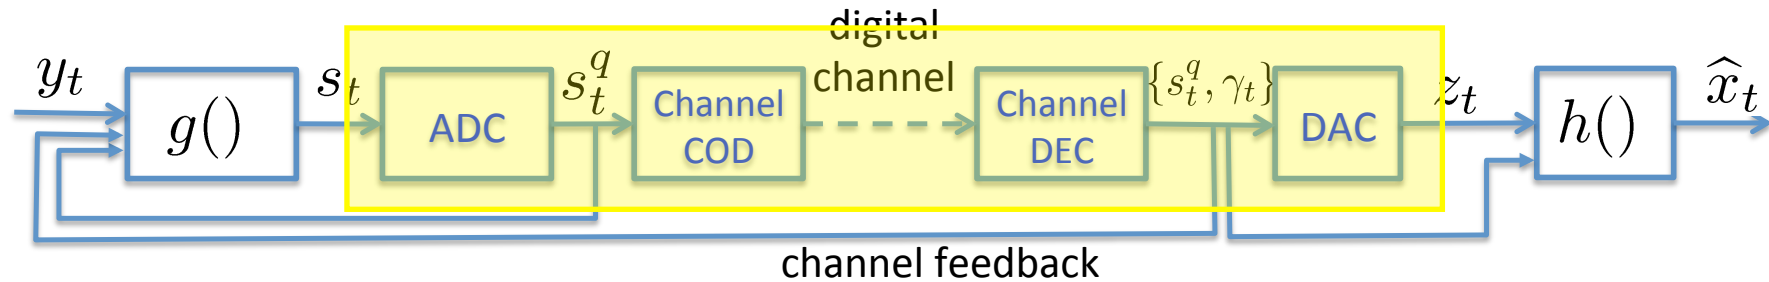 digital
channel
y_t
g()
s_t
ADC
s_t^q
Channel
COD
Channel
DEC
{s_t^q, γ_t}
DAC
z_t
h()
x̂_t
channel feedback